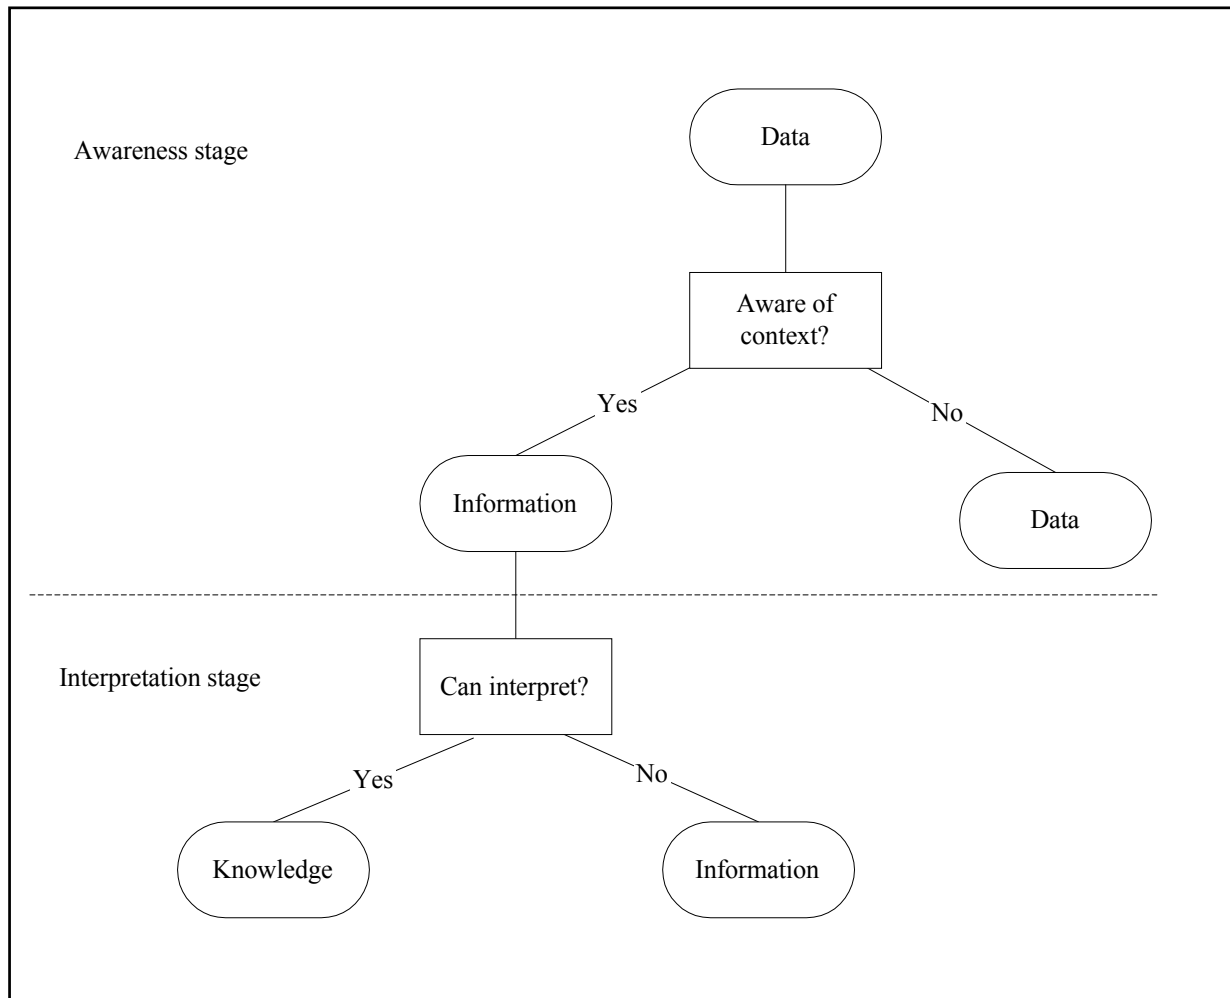 Data
Awareness stage
Aware of
context?
Yes
No
Information
Data
Interpretation stage
Can interpret?
Yes
No
Knowledge
Information